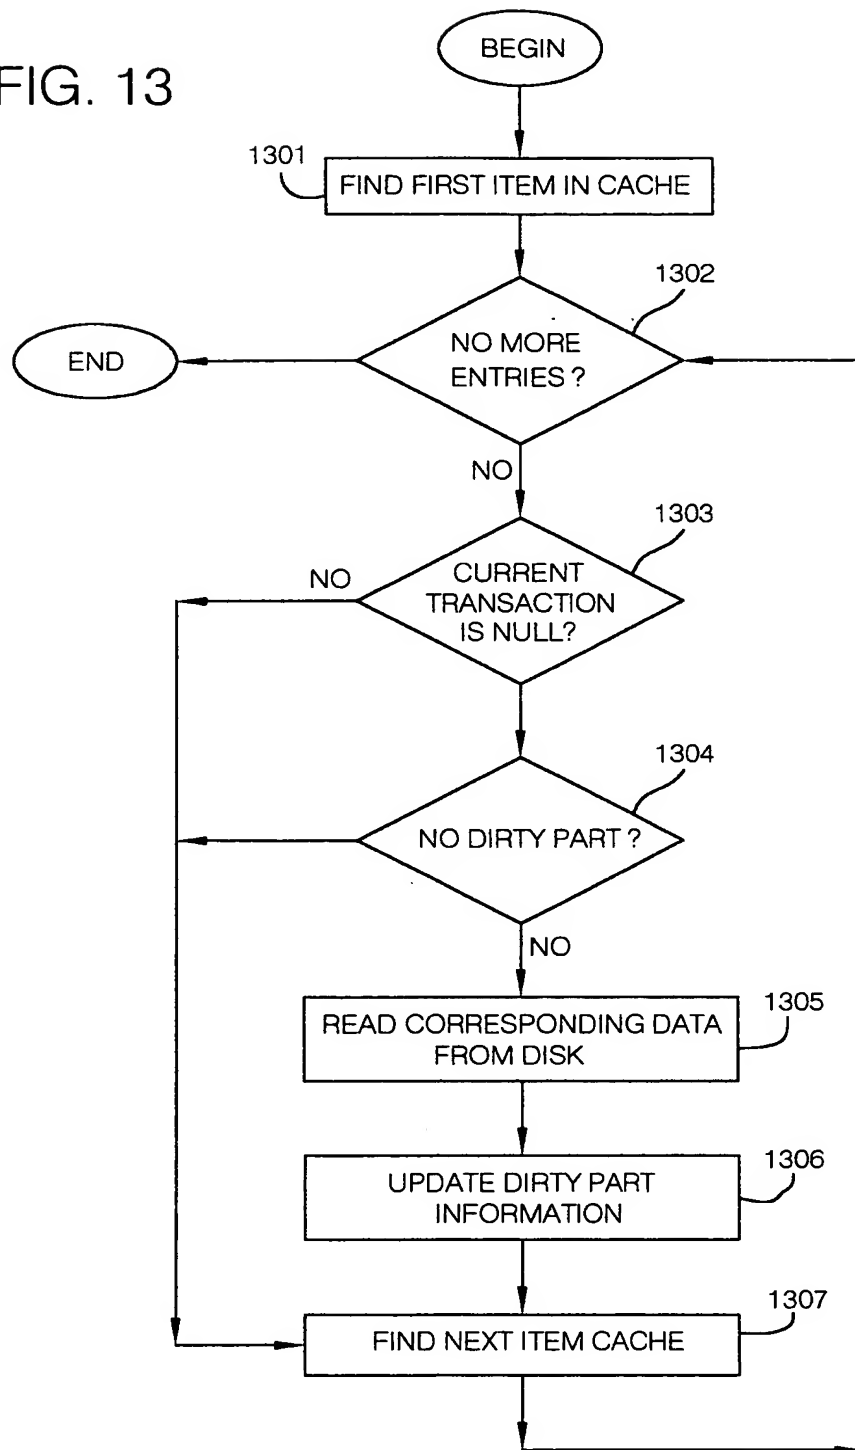 FIG. 13
BEGIN
1301
FIND FIRST ITEM IN CACHE
1302
NO MORE
ENTRIES ?
END
NO
1303
CURRENT
TRANSACTION
IS NULL?
NO
1304
NO DIRTY PART ?
NO
1305
READ CORRESPONDING DATA
FROM DISK
1306
UPDATE DIRTY PART
INFORMATION
1307
FIND NEXT ITEM CACHE